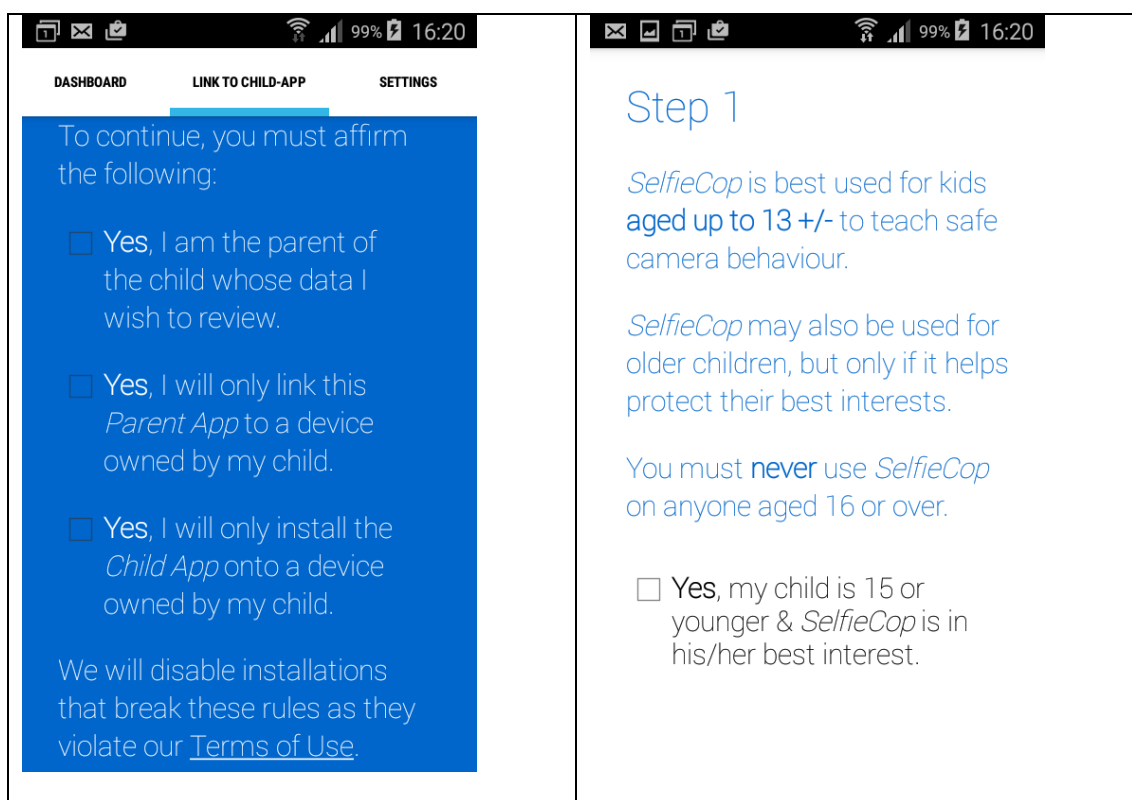 99% 16:20
DASHBOARD LINK TO CHILD-APP SETTINGS
To continue, you must affirm
the following:
Yes, I am the parent of
the child whose data I
wish to review.
Yes, I will only link this
Parent App to a device
owned by my child.
Yes, I will only install the
Child App onto a device
owned by my child.
We will disable installations
that break these rules as they
violate our Terms of Use.
99% 16:20
Step 1
SelfieCop is best used for kids
aged up to 13 +/- to teach safe
camera behaviour.
SelfieCop may also be used for
older children, but only if it helps
protect their best interests.
You must never use SelfieCop
on anyone aged 16 or over.
Yes, my child is 15 or
younger & SelfieCop is in
his/her best interest.